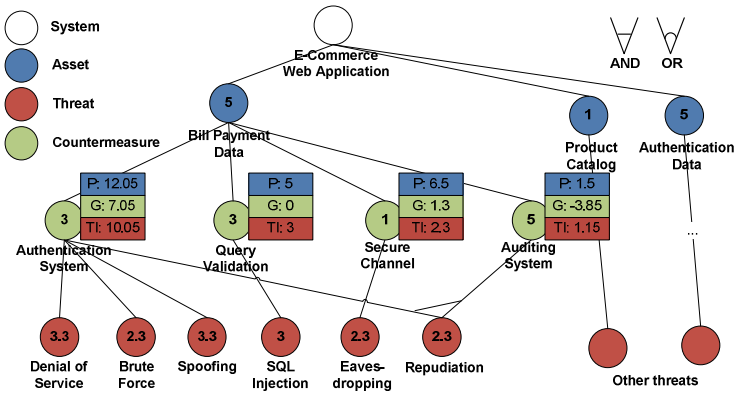 System
E-Commerce
Web Application
AND
OR
Asset
Threat
Countermeasure
5
1
5
Bill Payment
Data
Product
Catalog
Authentication
Data
P: 12.05
G: 7.05
TI: 10.05
P: 5
G: 0
TI: 3
P: 6.5
G: 1.3
TI: 2.3
P: 1.5
G: -3.85
TI: 1.15
3
3
1
5
Authentication
System
Query
Validation
Secure
Channel
Auditing
System
...
3.3
2.3
3.3
3
2.3
2.3
Denial of
Service
Brute
Force
Spoofing
SQL
Injection
Eaves-
dropping
Repudiation
Other threats